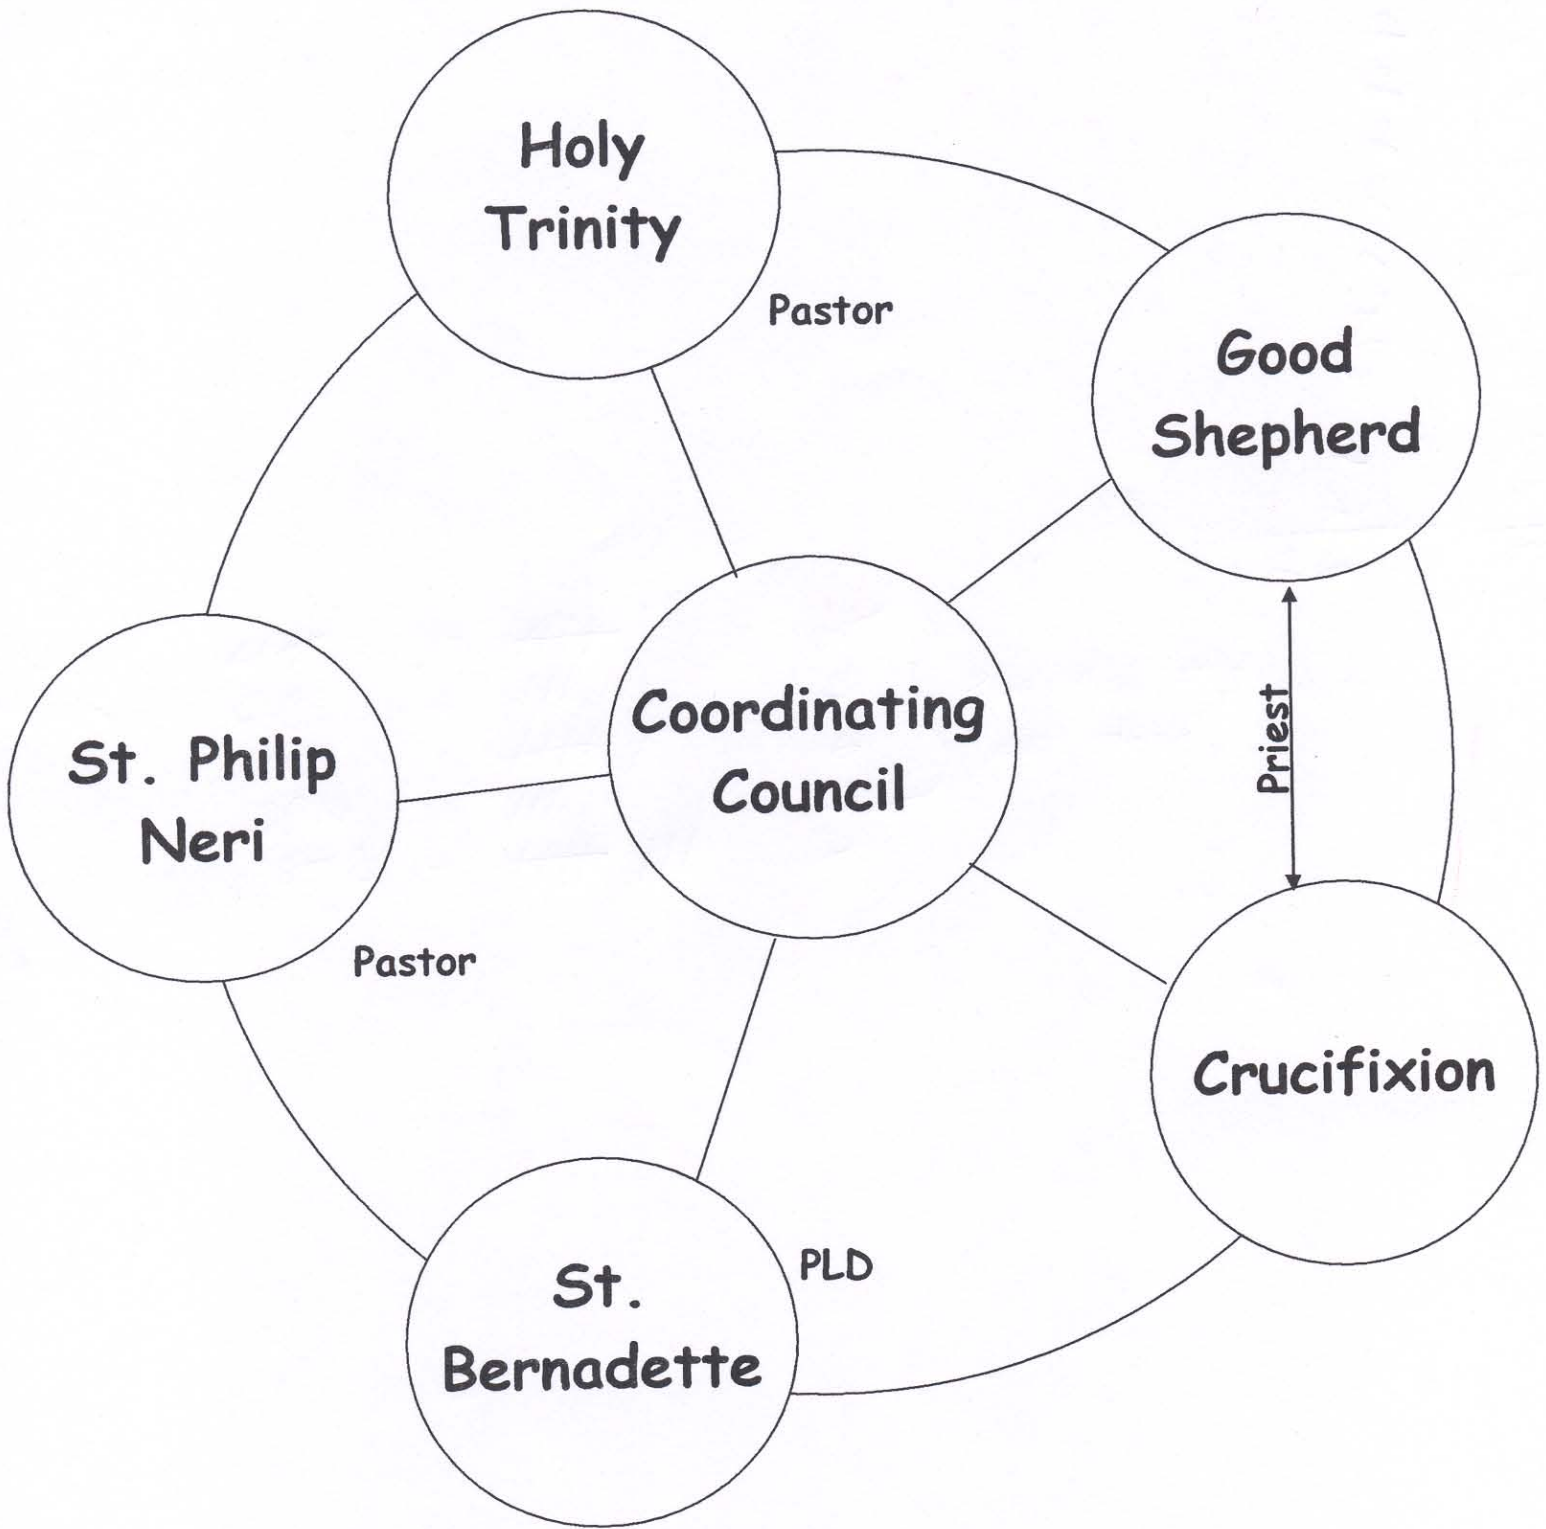 Holy
Trinity
Pastor
Good
Shepherd
Priest
Coordinating
Council
St. Philip
Neri
Pastor
Crucifixion
PLD
St.
Bernadette